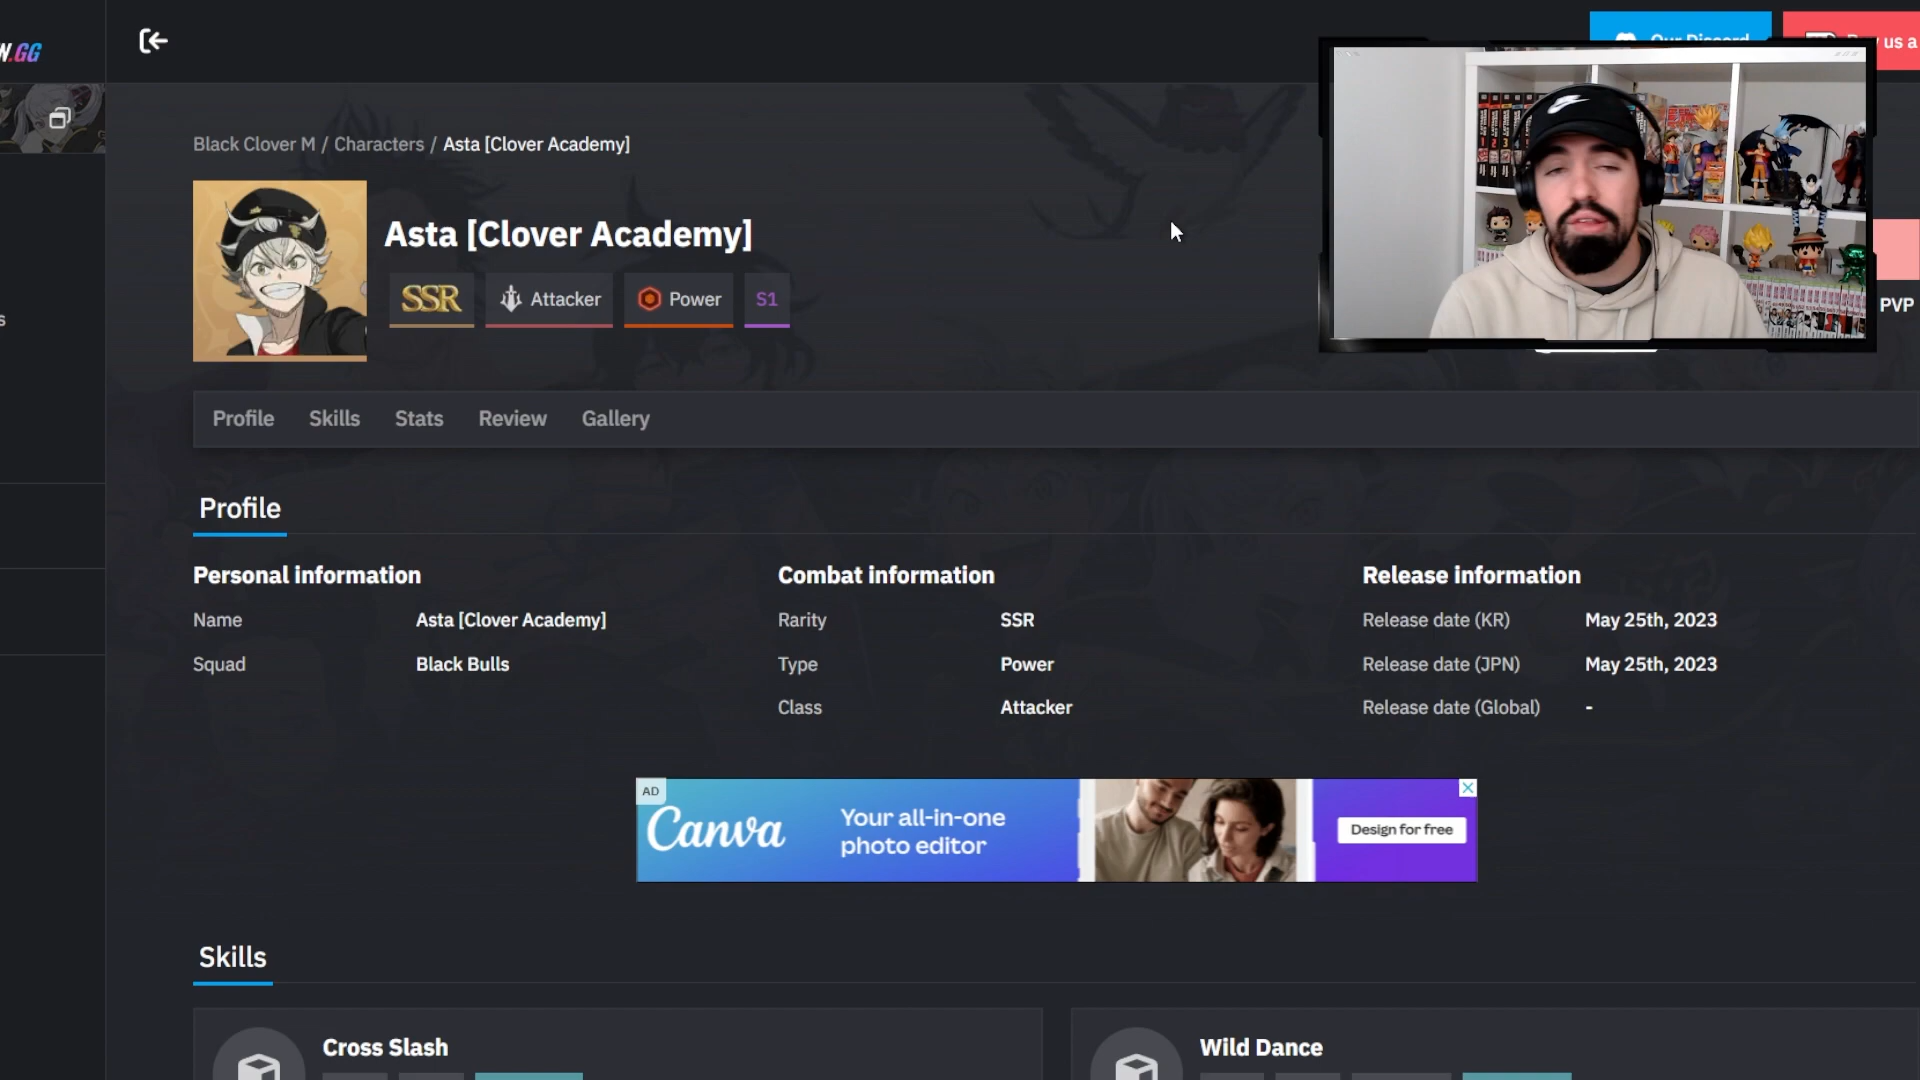 W.GG
Our Discord
us a
Black Clover M / Characters / Asta [Clover Academy]
Asta [Clover Academy]
SSR
Attacker
Power
S1
PVP
s
Profile
Skills
Stats
Review
Gallery
Profile
Personal information
Name
Asta [Clover Academy]
Squad
Black Bulls
Combat information
Rarity
SSR
Type
Power
Class
Attacker
Release information
Release date (KR)
May 25th, 2023
Release date (JPN)
May 25th, 2023
Release date (Global)
-
AD
Canva
Your all-in-one
photo editor
Design for free
Skills
Cross Slash
Wild Dance